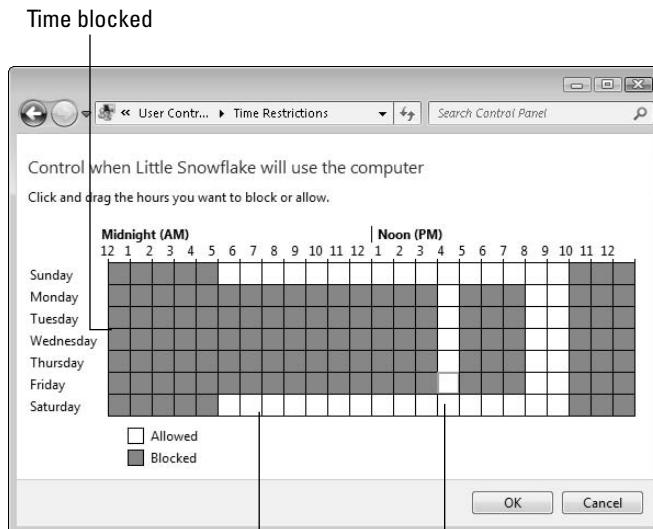 Time blocked
« User Contr... ▸ Time Restrictions
Search Control Panel
Control when Little Snowflake will use the computer
Click and drag the hours you want to block or allow.
Midnight (AM) Noon (PM)
12 1 2 3 4 5 6 7 8 9 10 11 12 1 2 3 4 5 6 7 8 9 10 11 12
Sunday
Monday
Tuesday
Wednesday
Thursday
Friday
Saturday
Allowed
Blocked
OK Cancel